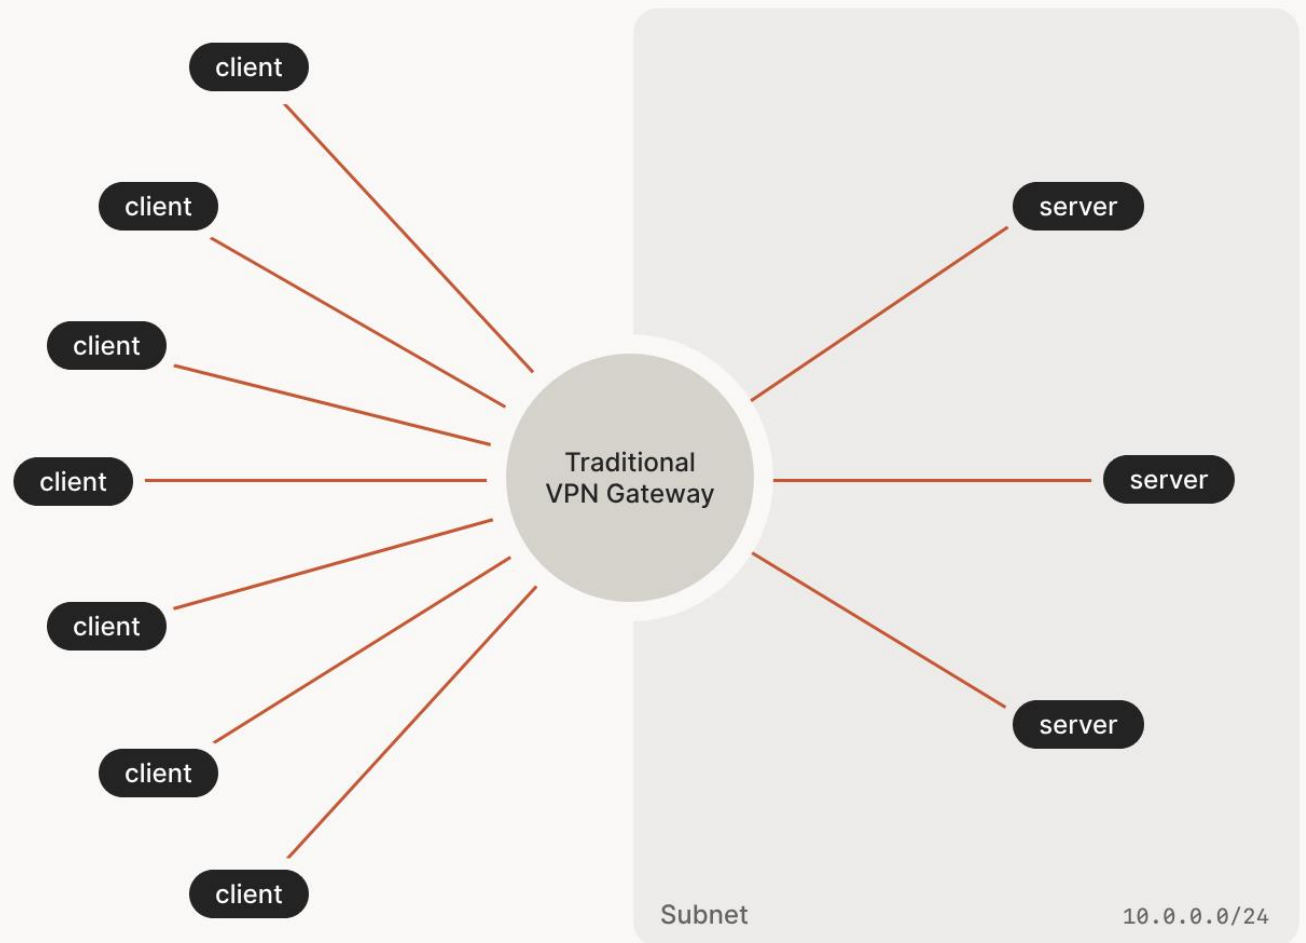 client
client
server
client
Traditional
VPN Gateway
client
server
client
server
client
client
Subnet
10.0.0.0/24